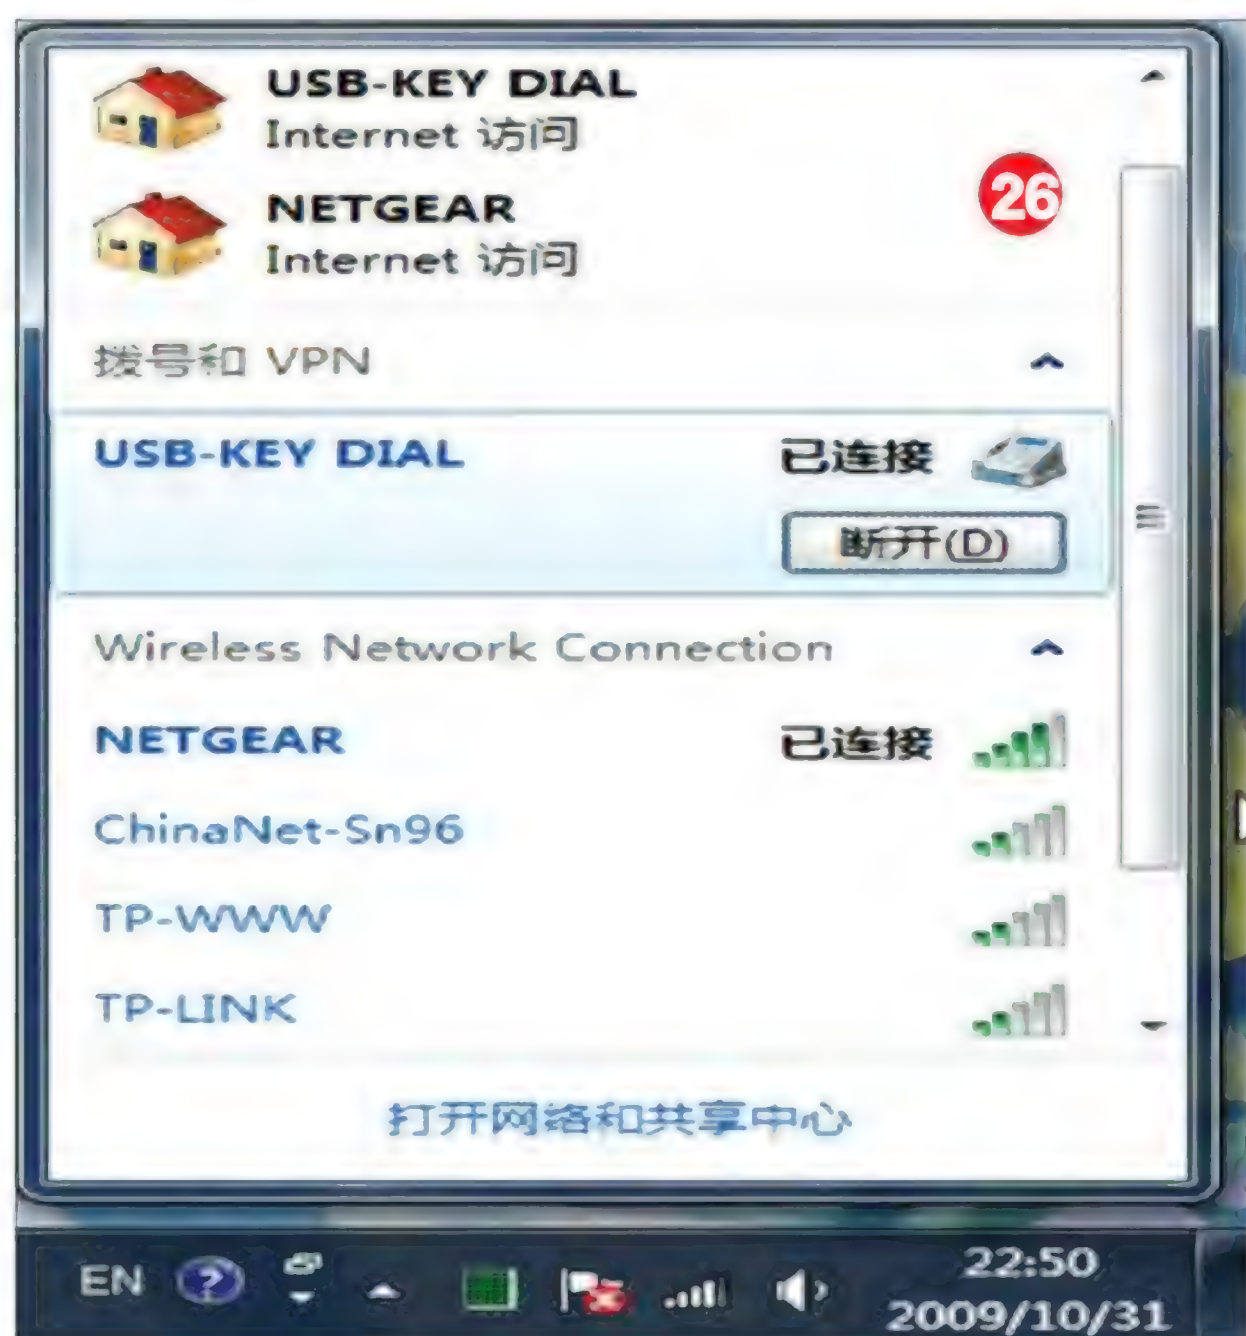 USB-KEY DIAL
Internet 访问
26
NETGEAR
Internet 访问
拨号和 VPN
USB-KEY DIAL 已连接
断开(D)
Wireless Network Connection
NETGEAR 已连接
ChinaNet-Sn96
TP-WWW
TP-LINK
打开网络和共享中心
EN 22:50
2009/10/31